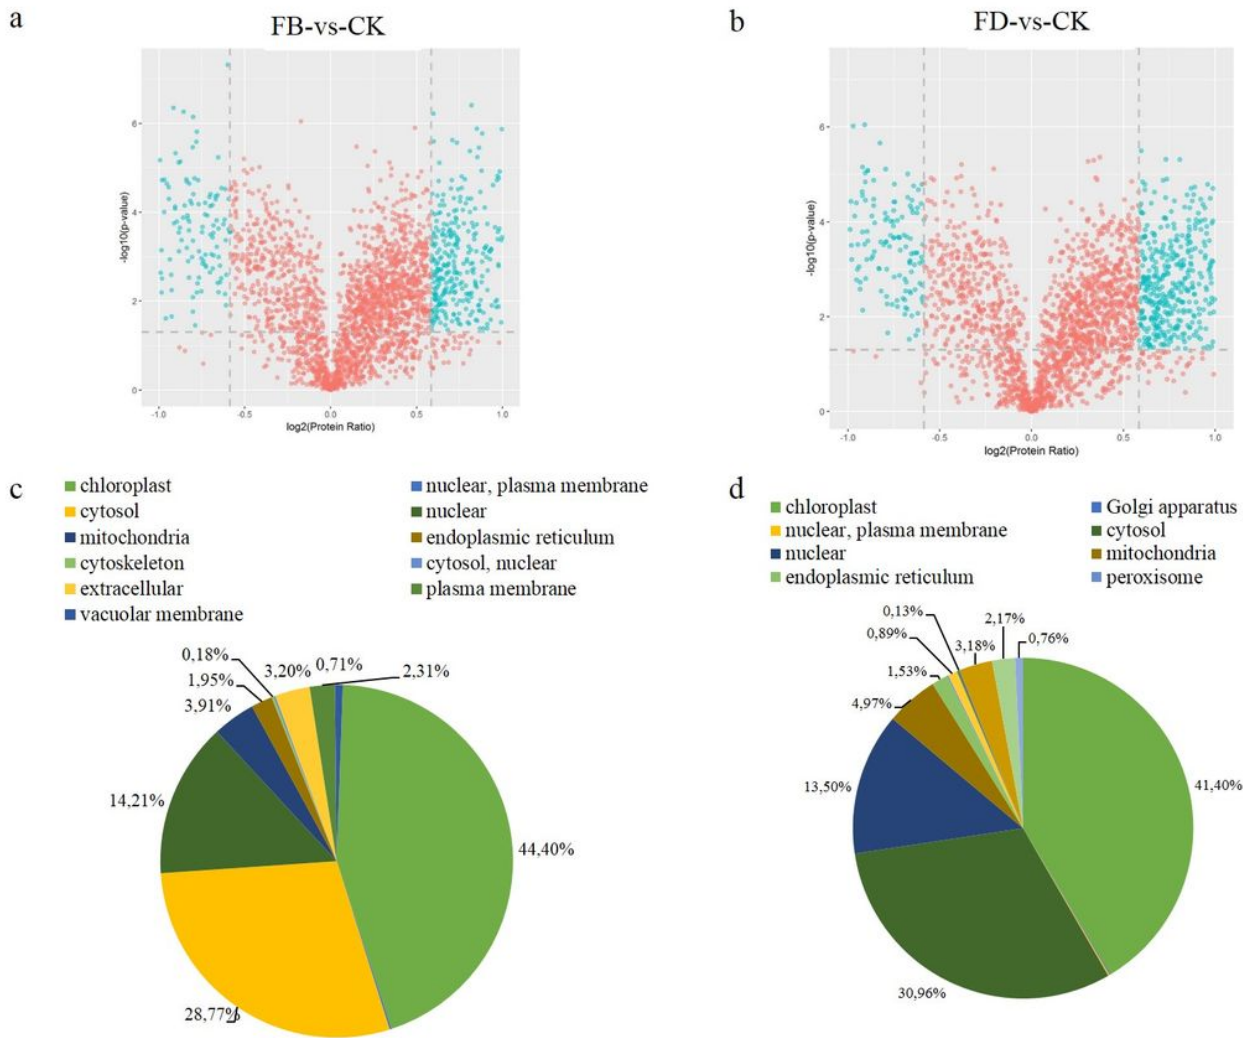 a
FB-vs-CK
-log10(p-value)
6
4
2
0
-1.0
-0.5
0.0
0.5
1.0
log2(Protein Ratio)
b
FD-vs-CK
-log10(p-value)
6
4
2
0
-1.0
-0.5
0.0
0.5
1.0
log2(Protein Ratio)
c
chloroplast
nuclear, plasma membrane
cytosol
nuclear
mitochondria
endoplasmic reticulum
cytoskeleton
cytosol, nuclear
extracellular
plasma membrane
vacuolar membrane
0,18%
3,20%
0,71%
2,31%
1,95%
3,91%
14,21%
44,40%
28,77%
d
chloroplast
Golgi apparatus
nuclear, plasma membrane
cytosol
nuclear
mitochondria
endoplasmic reticulum
peroxisome
0,13%
2,17%
0,89%
3,18%
0,76%
1,53%
4,97%
13,50%
41,40%
30,96%